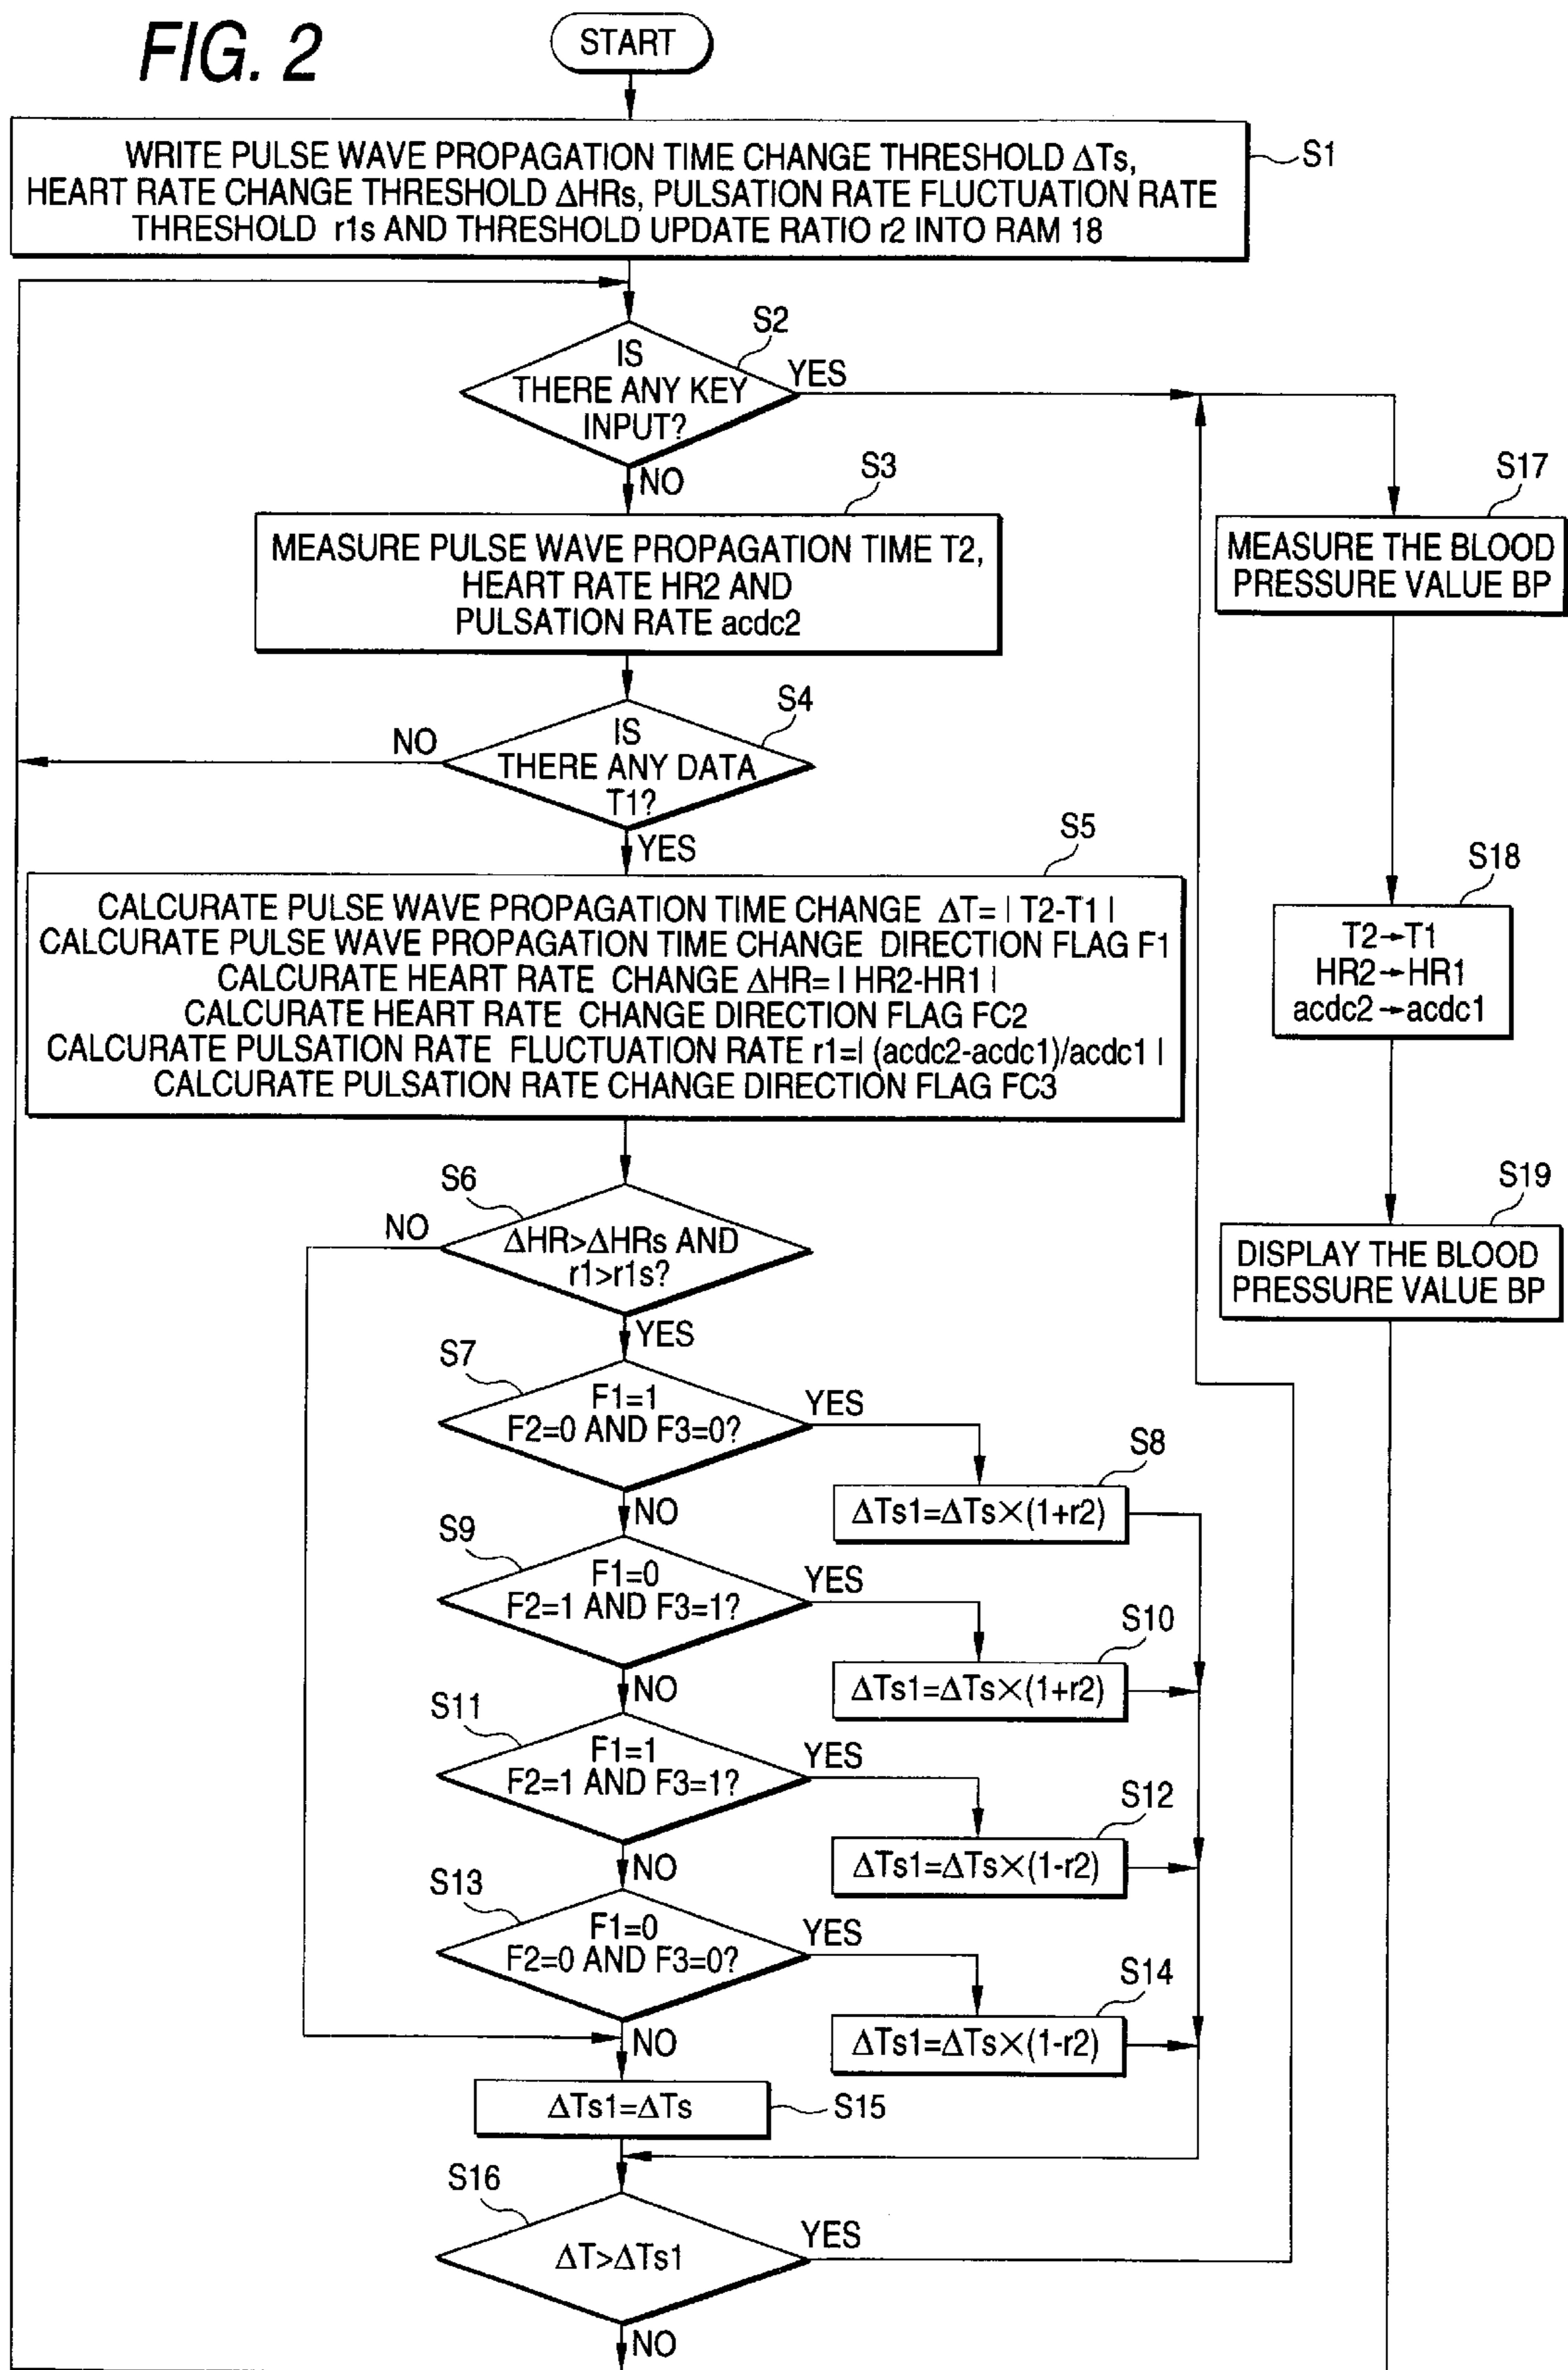 FIG. 2
START
WRITE PULSE WAVE PROPAGATION TIME CHANGE THRESHOLD ΔTs,
HEART RATE CHANGE THRESHOLD ΔHRs, PULSATION RATE FLUCTUATION RATE
THRESHOLD r1s AND THRESHOLD UPDATE RATIO r2 INTO RAM 18
S1
S2
IS
THERE ANY KEY
INPUT?
YES
NO
S3
MEASURE PULSE WAVE PROPAGATION TIME T2,
HEART RATE HR2 AND
PULSATION RATE acdc2
S17
MEASURE THE BLOOD
PRESSURE VALUE BP
S4
IS
THERE ANY DATA
T1?
NO
YES
S5
CALCURATE PULSE WAVE PROPAGATION TIME CHANGE ΔT= | T2-T1 |
CALCURATE PULSE WAVE PROPAGATION TIME CHANGE DIRECTION FLAG F1
CALCURATE HEART RATE CHANGE ΔHR= | HR2-HR1 |
CALCURATE HEART RATE CHANGE DIRECTION FLAG FC2
CALCURATE PULSATION RATE FLUCTUATION RATE r1=| (acdc2-acdc1)/acdc1 |
CALCURATE PULSATION RATE CHANGE DIRECTION FLAG FC3
S18
T2→T1
HR2→HR1
acdc2→acdc1
S6
ΔHR>ΔHRs AND
r1>r1s?
NO
YES
S19
DISPLAY THE BLOOD
PRESSURE VALUE BP
S7
F1=1
F2=0 AND F3=0?
YES
NO
S8
ΔTs1=ΔTs×(1+r2)
S9
F1=0
F2=1 AND F3=1?
YES
NO
S10
ΔTs1=ΔTs×(1+r2)
S11
F1=1
F2=1 AND F3=1?
YES
NO
S12
ΔTs1=ΔTs×(1-r2)
S13
F1=0
F2=0 AND F3=0?
YES
NO
S14
ΔTs1=ΔTs×(1-r2)
ΔTs1=ΔTs
S15
S16
ΔT>ΔTs1
YES
NO